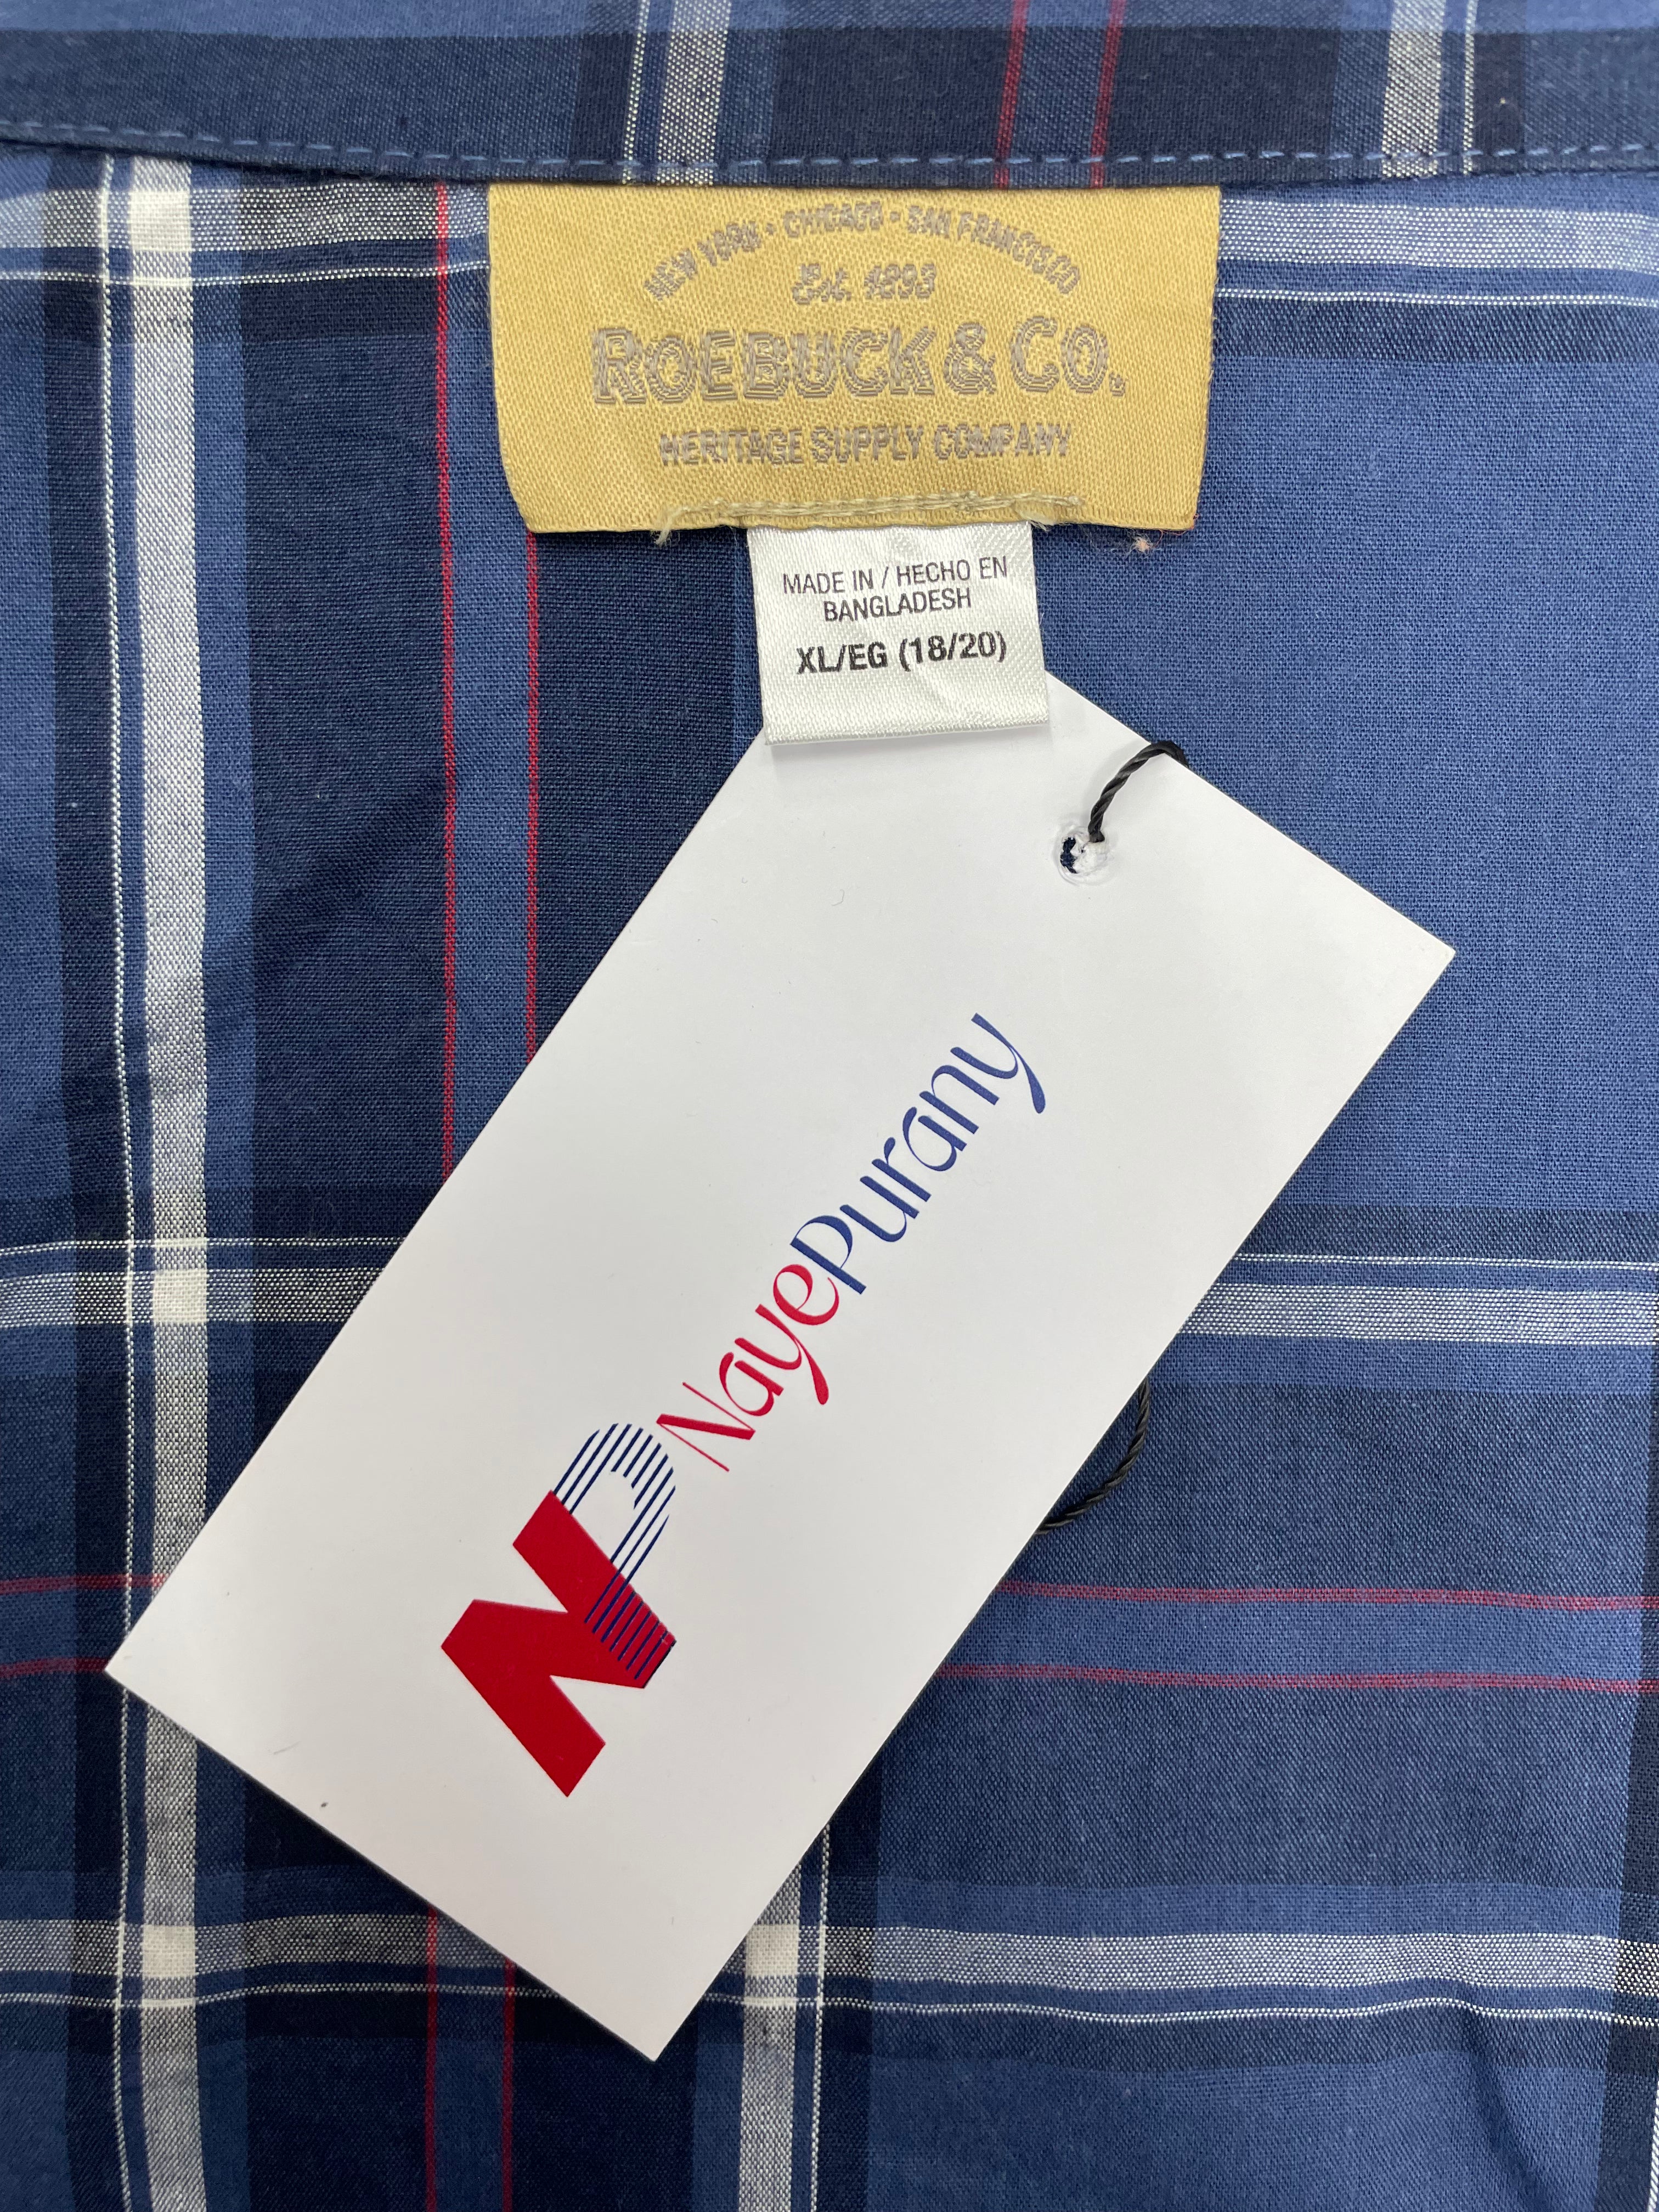 NEW YORK • CHICAGO • SAN FRANCISCO
Est. 1893
ROEBUCK & CO.
HERITAGE SUPPLY COMPANY
MADE IN / HECHO EN
BANGLADESH
XL/EG (18/20)
NayePurany
NP